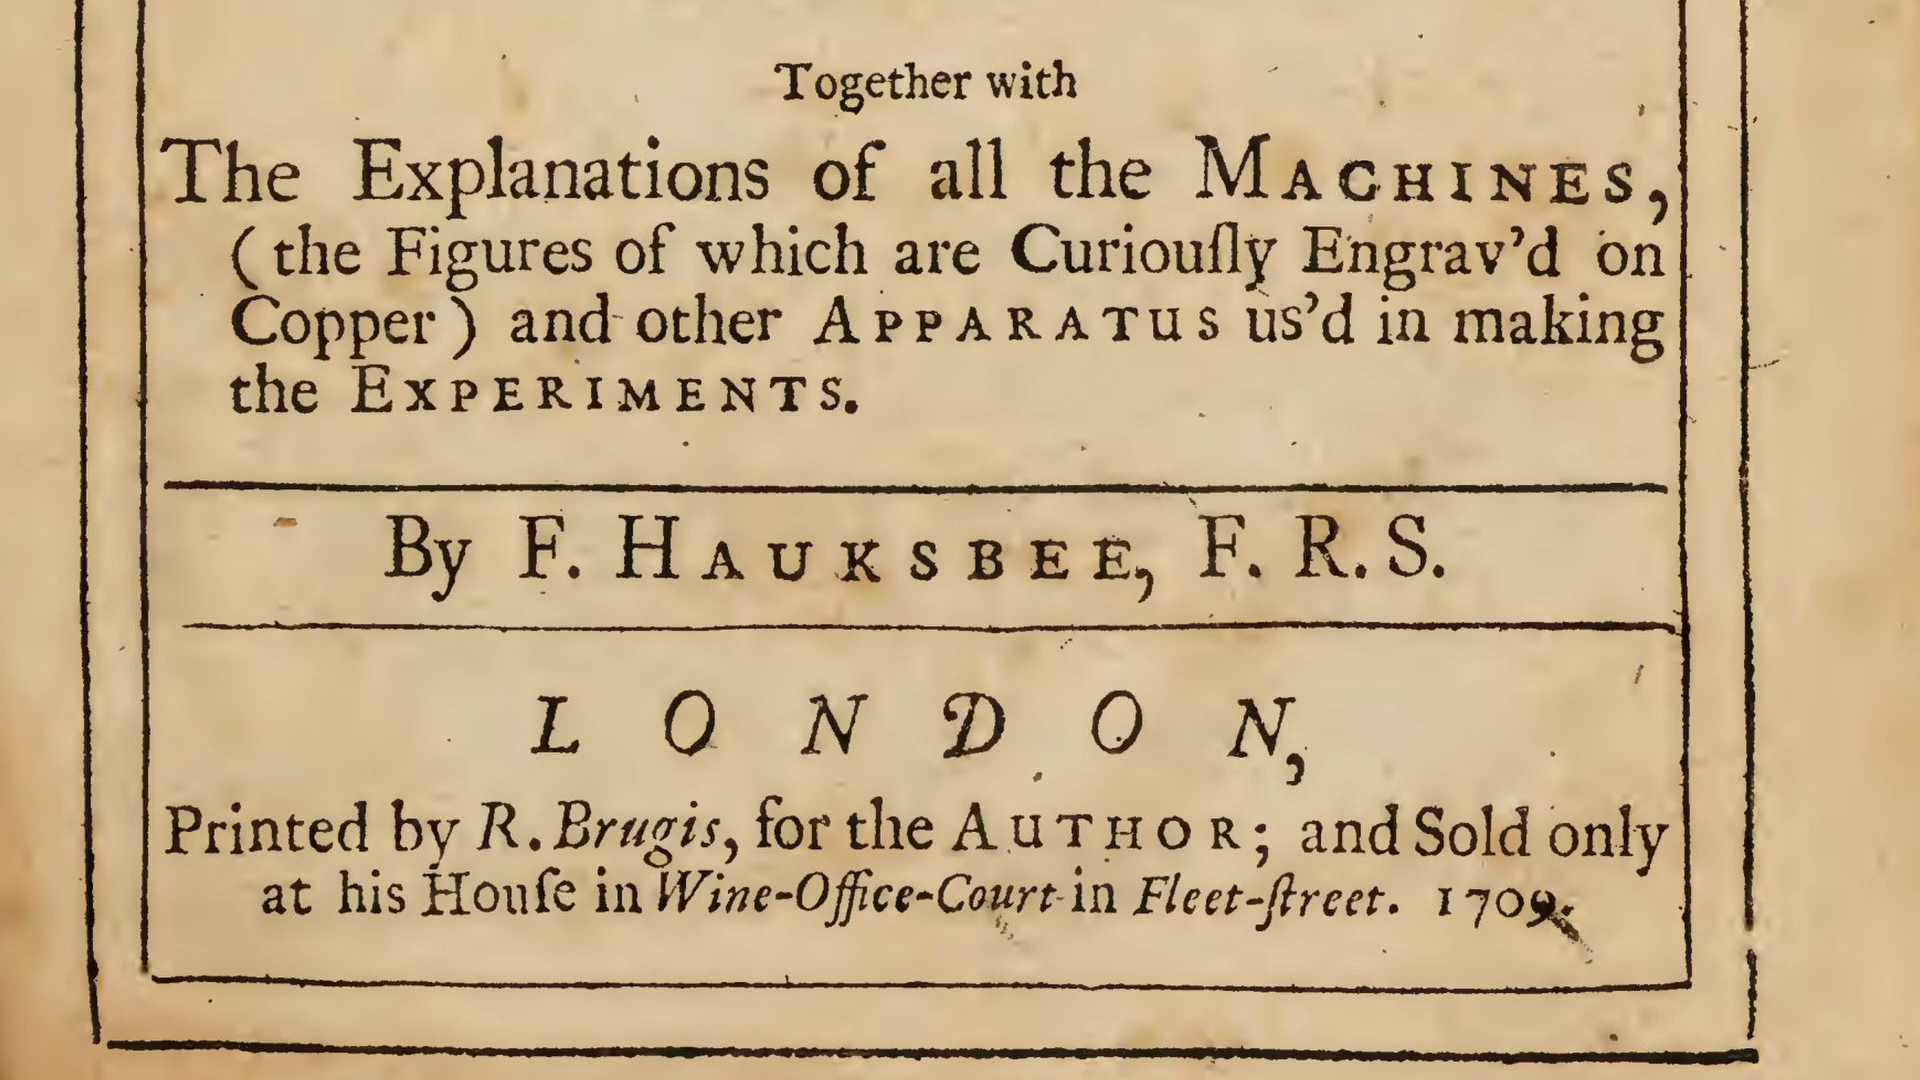 Together with
The Explanations of all the MACHINES,
(the Figures of which are Curiouſly Engrav'd on
Copper) and other APPARATUS us'd in making
the EXPERIMENTS.
By F. HAUKSBEE, F. R. S.
LONDON,
Printed by R. Brugis, for the AUTHOR; and Sold only
at his Houſe in Wine-Office-Court in Fleet-ſtreet. 1709.